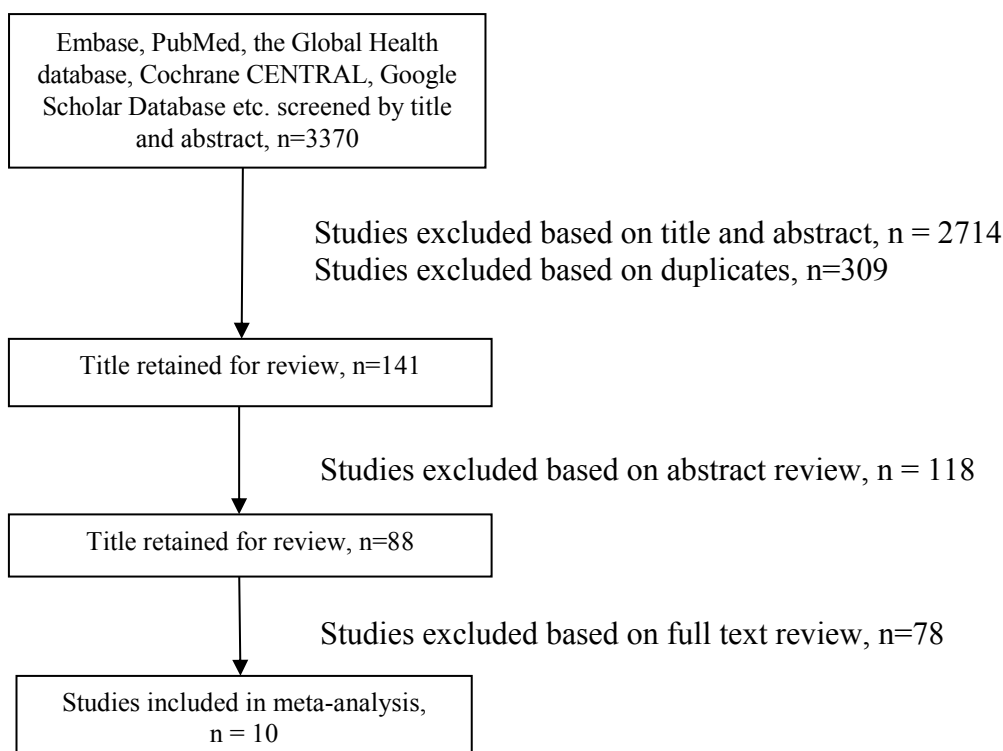 Embase, PubMed, the Global Health
database, Cochrane CENTRAL, Google
Scholar Database etc. screened by title
and abstract, n=3370
Studies excluded based on title and abstract, n = 2714
Studies excluded based on duplicates, n=309
Title retained for review, n=141
Studies excluded based on abstract review, n = 118
Title retained for review, n=88
Studies excluded based on full text review, n=78
Studies included in meta-analysis,
n = 10